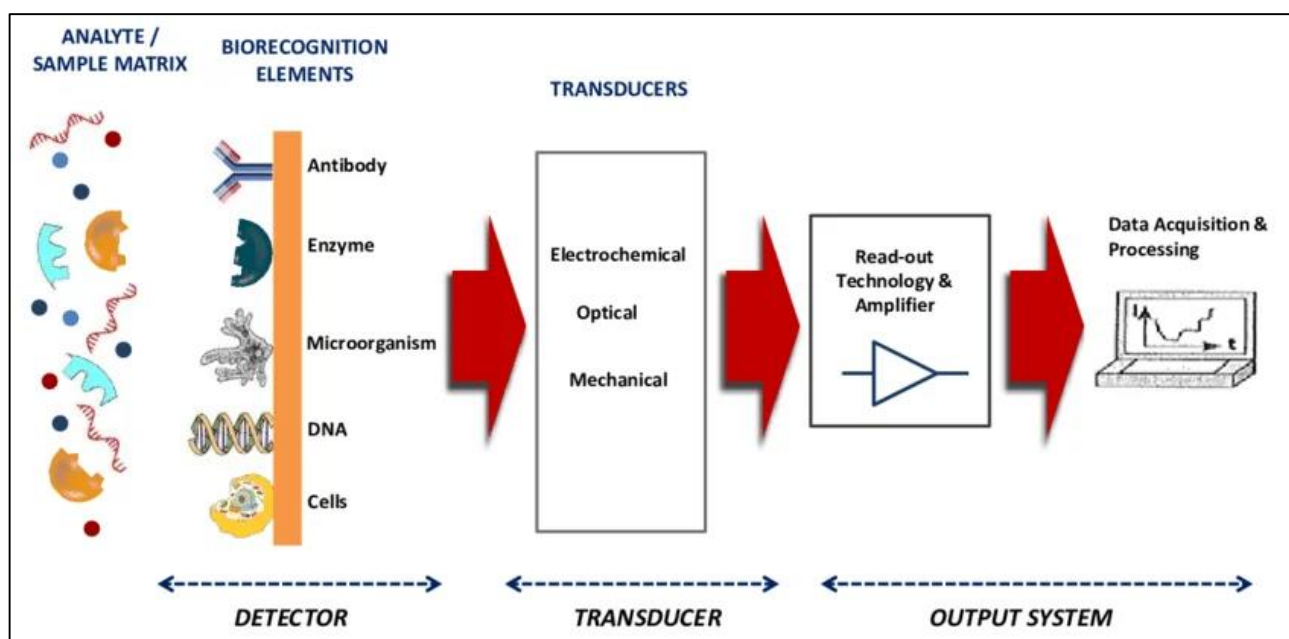 ANALYTE /
SAMPLE MATRIX
BIORECOGNITION
ELEMENTS
TRANSDUCERS
Antibody
Enzyme
Microorganism
DNA
Cells
Electrochemical
Optical
Mechanical
Read-out
Technology &
Amplifier
Data Acquisition &
Processing
I
t
DETECTOR
TRANSDUCER
OUTPUT SYSTEM